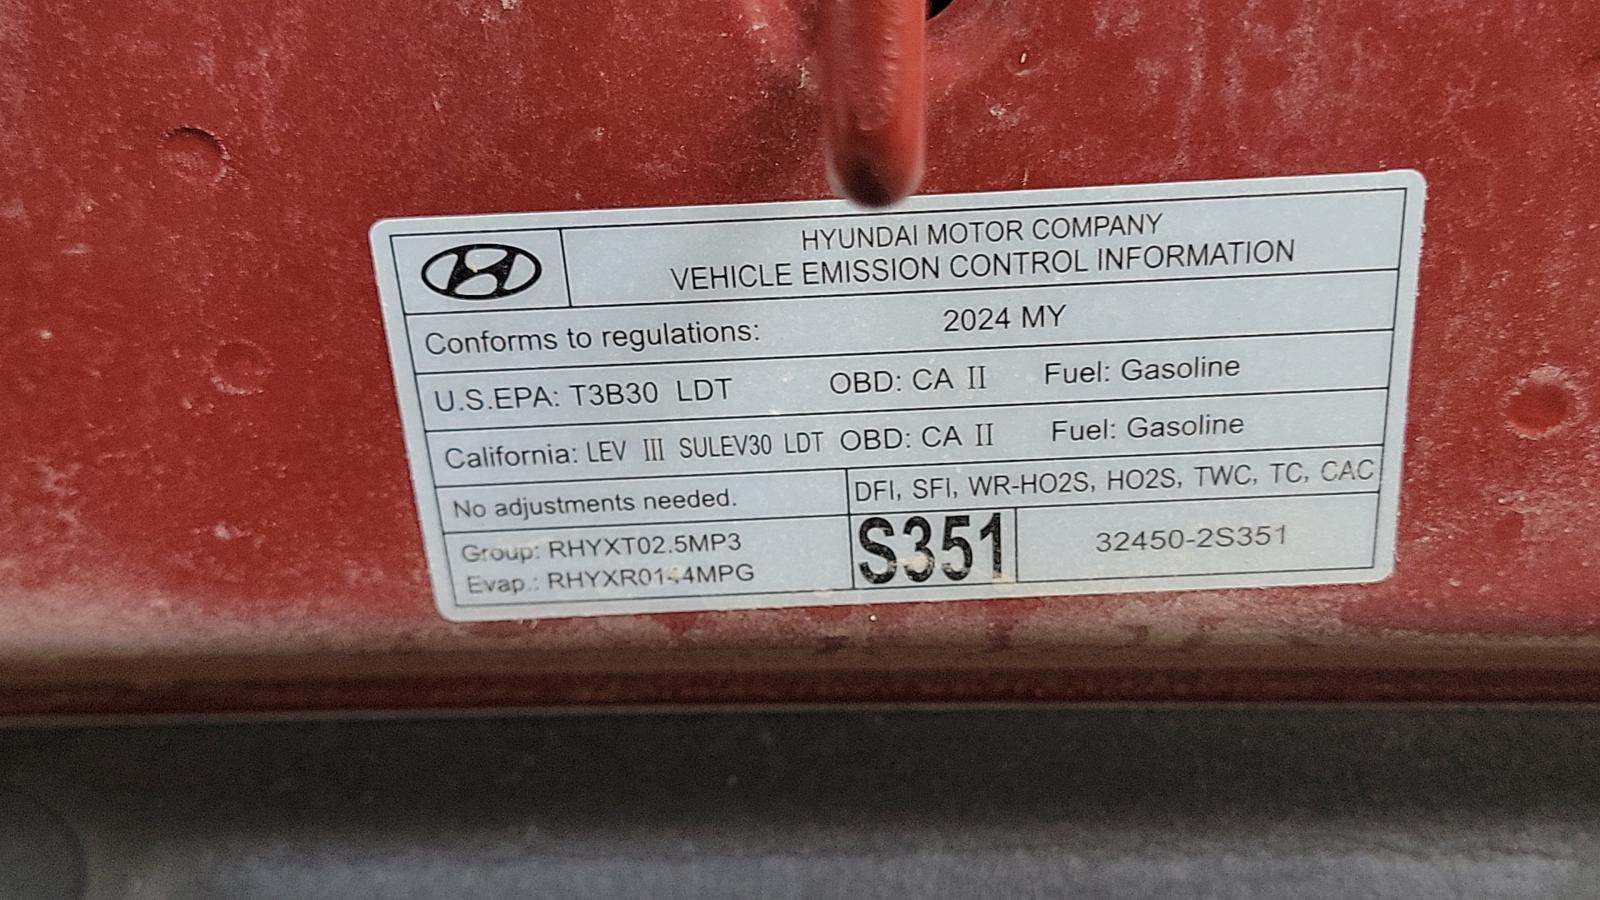 HYUNDAI MOTOR COMPANY
VEHICLE EMISSION CONTROL INFORMATION
Conforms to regulations: 2024 MY
U.S.EPA: T3B30 LDT OBD: CA II Fuel: Gasoline
California: LEV III SULEV30 LDT OBD: CA II Fuel: Gasoline
No adjustments needed.
DFI, SFI, WR-HO2S, HO2S, TWC, TC, CAC
Group: RHYXT02.5MP3
Evap.: RHYXR0144MPG
S351
32450-2S351